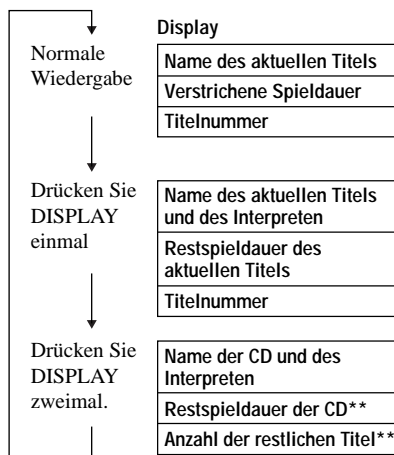 Display
Normale
Wiedergabe
Name des aktuellen Titels
Verstrichene Spieldauer
Titelnummer
Drücken Sie
DISPLAY
einmal
Name des aktuellen Titels
und des Interpreten
Restspieldauer des
aktuellen Titels
Titelnummer
Drücken Sie
DISPLAY
zweimal.
Name der CD und des
Interpreten
Restspieldauer der CD**
Anzahl der restlichen Titel**